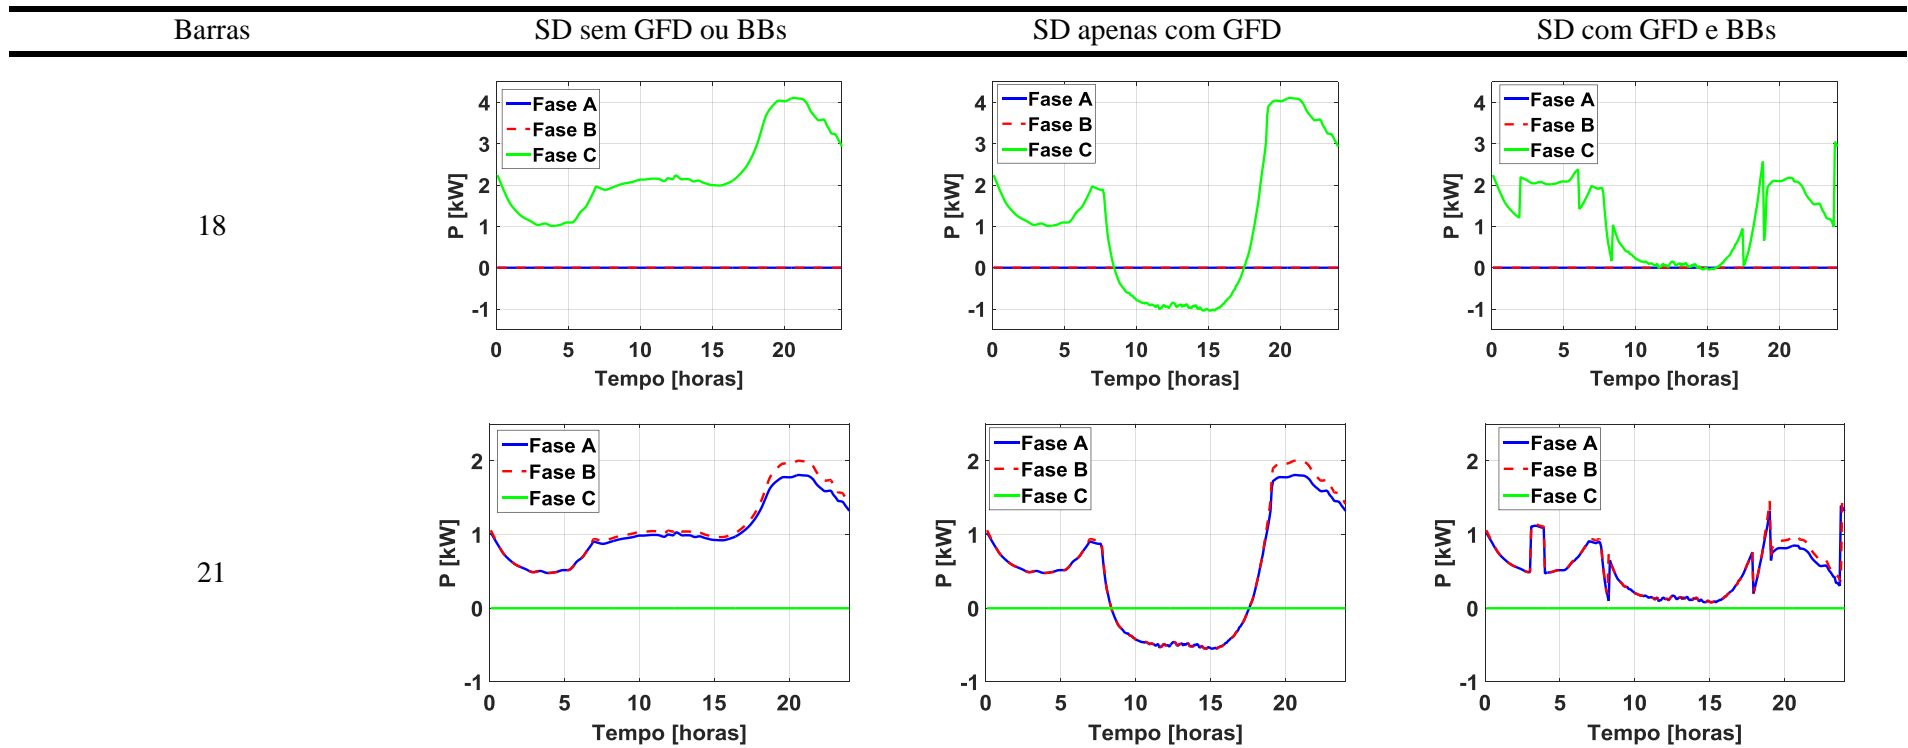 Barras SD sem GFD ou BBs SD apenas com GFD SD com GFD e BBs
18
P [kW]
4
3
2
1
0
-1
Fase A
Fase B
Fase C
0 5 10 15 20
Tempo [horas]
P [kW]
4
3
2
1
0
-1
Fase A
Fase B
Fase C
0 5 10 15 20
Tempo [horas]
P [kW]
4
3
2
1
0
-1
Fase A
Fase B
Fase C
0 5 10 15 20
Tempo [horas]
21
P [kW]
2
1
0
-1
Fase A
Fase B
Fase C
0 5 10 15 20
Tempo [horas]
P [kW]
2
1
0
-1
Fase A
Fase B
Fase C
0 5 10 15 20
Tempo [horas]
P [kW]
2
1
0
-1
Fase A
Fase B
Fase C
0 5 10 15 20
Tempo [horas]